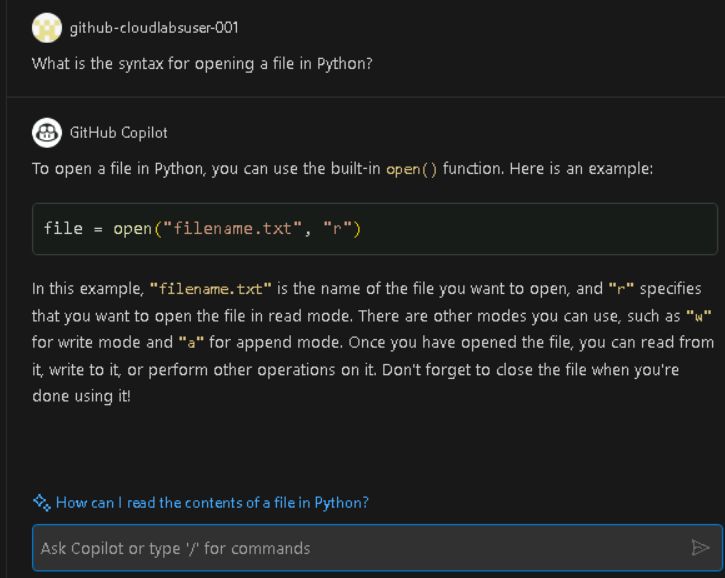 github-cloudlabsuser-001
What is the syntax for opening a file in Python?
GitHub Copilot
To open a file in Python, you can use the built-in open() function. Here is an example:
file = open("filename.txt", "r")
In this example, "filename.txt" is the name of the file you want to open, and "r" specifies
that you want to open the file in read mode. There are other modes you can use, such as "w"
for write mode and "a" for append mode. Once you have opened the file, you can read from
it, write to it, or perform other operations on it. Don't forget to close the file when you're
done using it!
How can I read the contents of a file in Python?
Ask Copilot or type '/' for commands